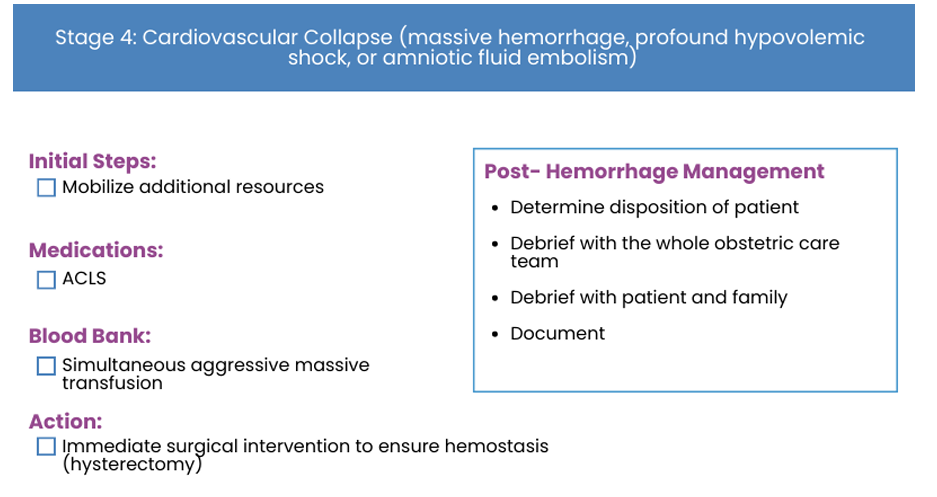 Stage 4: Cardiovascular Collapse (massive hemorrhage, profound hypovolemic
shock, or amniotic fluid embolism)
Initial Steps:
Mobilize additional resources
Medications:
ACLS
Blood Bank:
Simultaneous aggressive massive
transfusion
Action:
Immediate surgical intervention to ensure hemostasis
(hysterectomy)
Post- Hemorrhage Management
• Determine disposition of patient
• Debrief with the whole obstetric care
team
• Debrief with patient and family
• Document